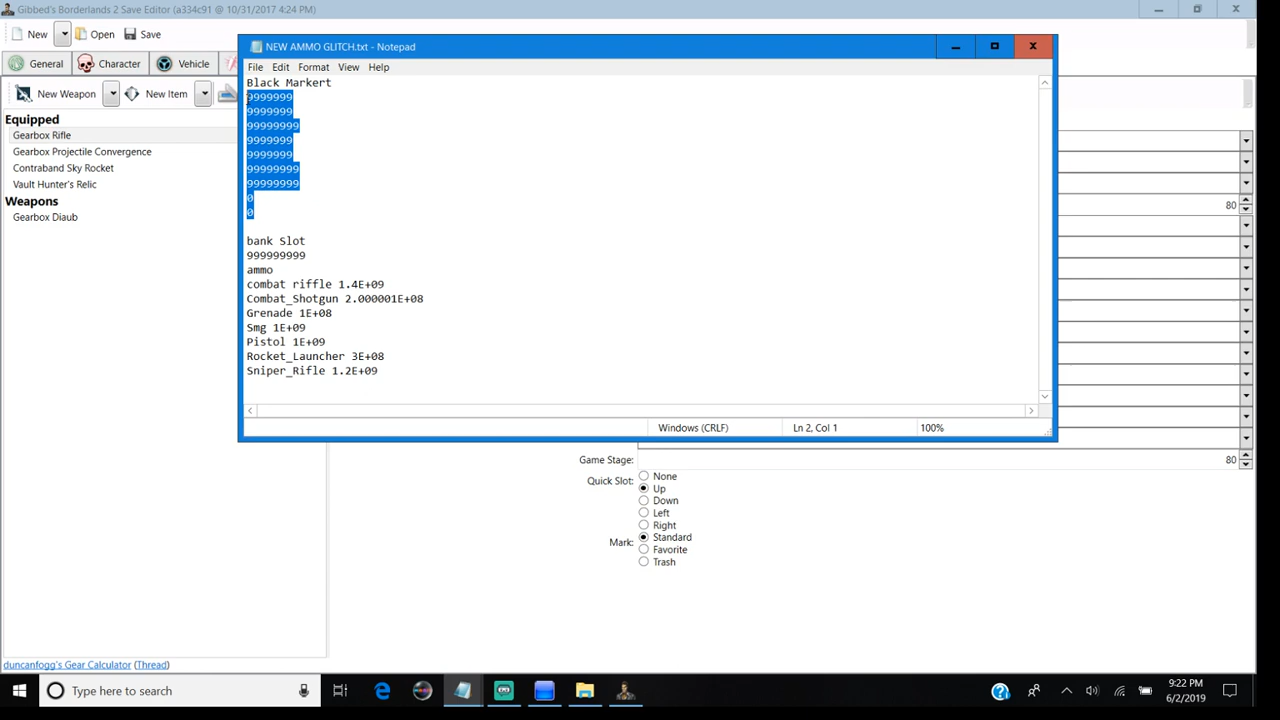 Gibbed's Borderlands 2 Save Editor (a334c91 @ 10/31/2017 4:24 PM)
New Open Save
General Character Vehicle
New Weapon New Item
Equipped
Gearbox Rifle
Gearbox Projectile Convergence
Contraband Sky Rocket
Vault Hunter's Relic
Weapons
Gearbox Diaub
NEW AMMO GLITCH.txt - Notepad
File Edit Format View Help
Black Markert
9999999
9999999
99999999
9999999
9999999
99999999
99999999
0
0
bank Slot
999999999
ammo
combat riffle 1.4E+09
Combat_Shotgun 2.000001E+08
Grenade 1E+08
Smg 1E+09
Pistol 1E+09
Rocket_Launcher 3E+08
Sniper_Rifle 1.2E+09
Windows (CRLF) Ln 2, Col 1 100%
80
Game Stage: 80
Quick Slot: None
Up
Down
Left
Right
Mark: Standard
Favorite
Trash
duncanfogg's Gear Calculator (Thread)
Type here to search
9:22 PM
6/2/2019